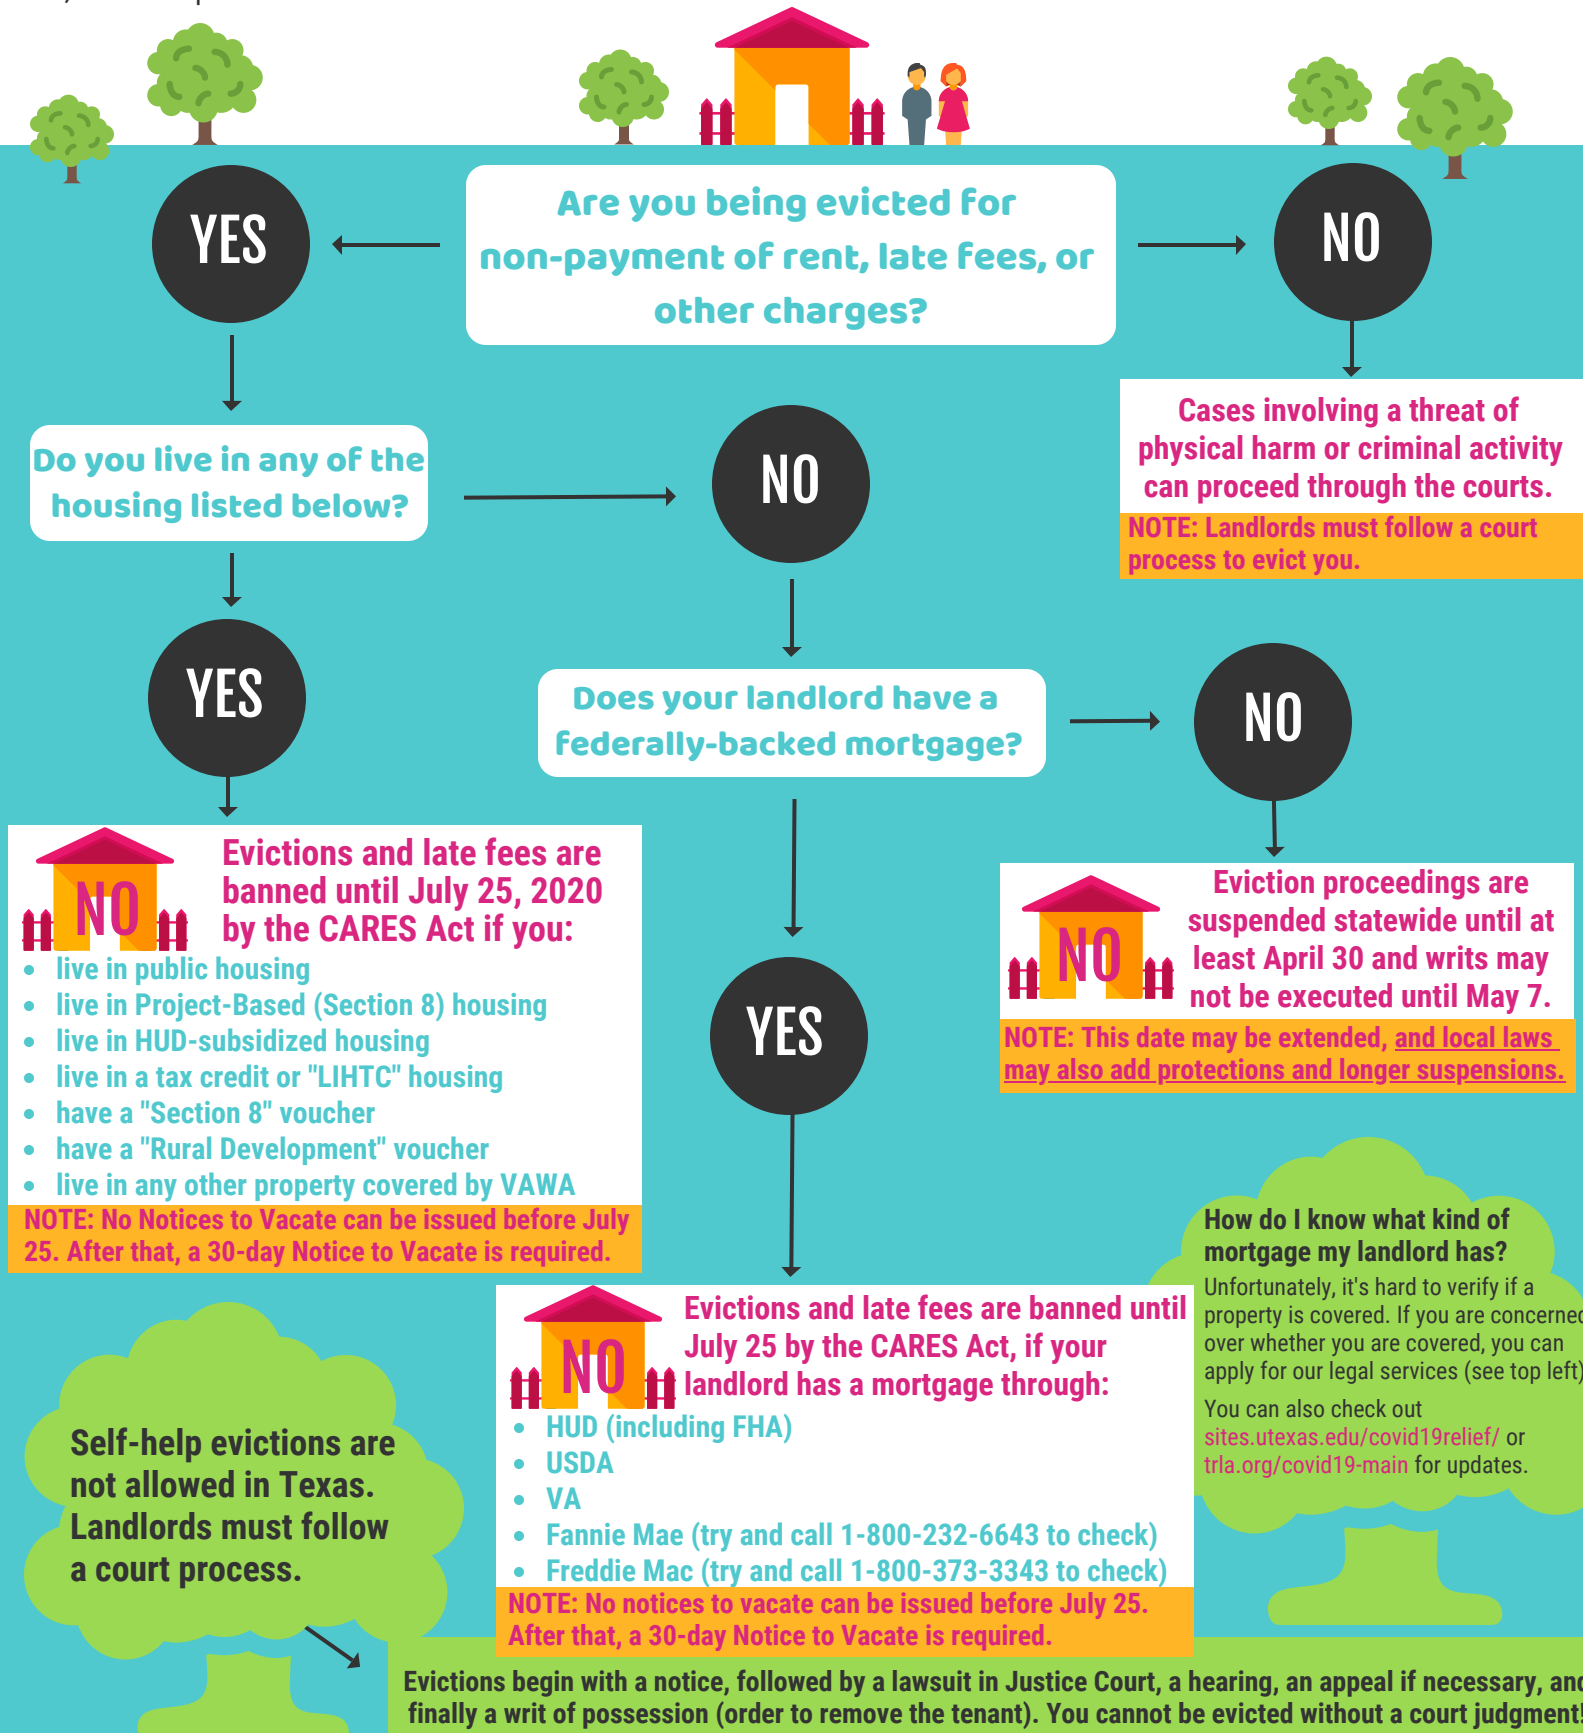 Are you being evicted for
non-payment of rent, late fees, or
other charges?
YES
NO
Cases involving a threat of
physical harm or criminal activity
can proceed through the courts.
NOTE: Landlords must follow a court
process to evict you.
Do you live in any of the
housing listed below?
NO
YES
Does your landlord have a
federally-backed mortgage?
NO
Evictions and late fees are
banned until July 25, 2020
by the CARES Act if you:
NO
• live in public housing
• live in Project-Based (Section 8) housing
• live in HUD-subsidized housing
• live in a tax credit or "LIHTC" housing
• have a "Section 8" voucher
• have a "Rural Development" voucher
• live in any other property covered by VAWA
NOTE: No Notices to Vacate can be issued before July
25. After that, a 30-day Notice to Vacate is required.
YES
Eviction proceedings are
suspended statewide until at
least April 30 and writs may
not be executed until May 7.
NO
NOTE: This date may be extended, and local laws
may also add protections and longer suspensions.
How do I know what kind of
mortgage my landlord has?
Unfortunately, it's hard to verify if a
property is covered. If you are concerned
over whether you are covered, you can
apply for our legal services (see top left)
You can also check out
sites.utexas.edu/covid19relief/ or
trla.org/covid19-main for updates.
Evictions and late fees are banned until
July 25 by the CARES Act, if your
landlord has a mortgage through:
NO
• HUD (including FHA)
• USDA
• VA
• Fannie Mae (try and call 1-800-232-6643 to check)
• Freddie Mac (try and call 1-800-373-3343 to check)
NOTE: No notices to vacate can be issued before July 25.
After that, a 30-day Notice to Vacate is required.
Self-help evictions are
not allowed in Texas.
Landlords must follow
a court process.
Evictions begin with a notice, followed by a lawsuit in Justice Court, a hearing, an appeal if necessary, and
finally a writ of possession (order to remove the tenant). You cannot be evicted without a court judgment!